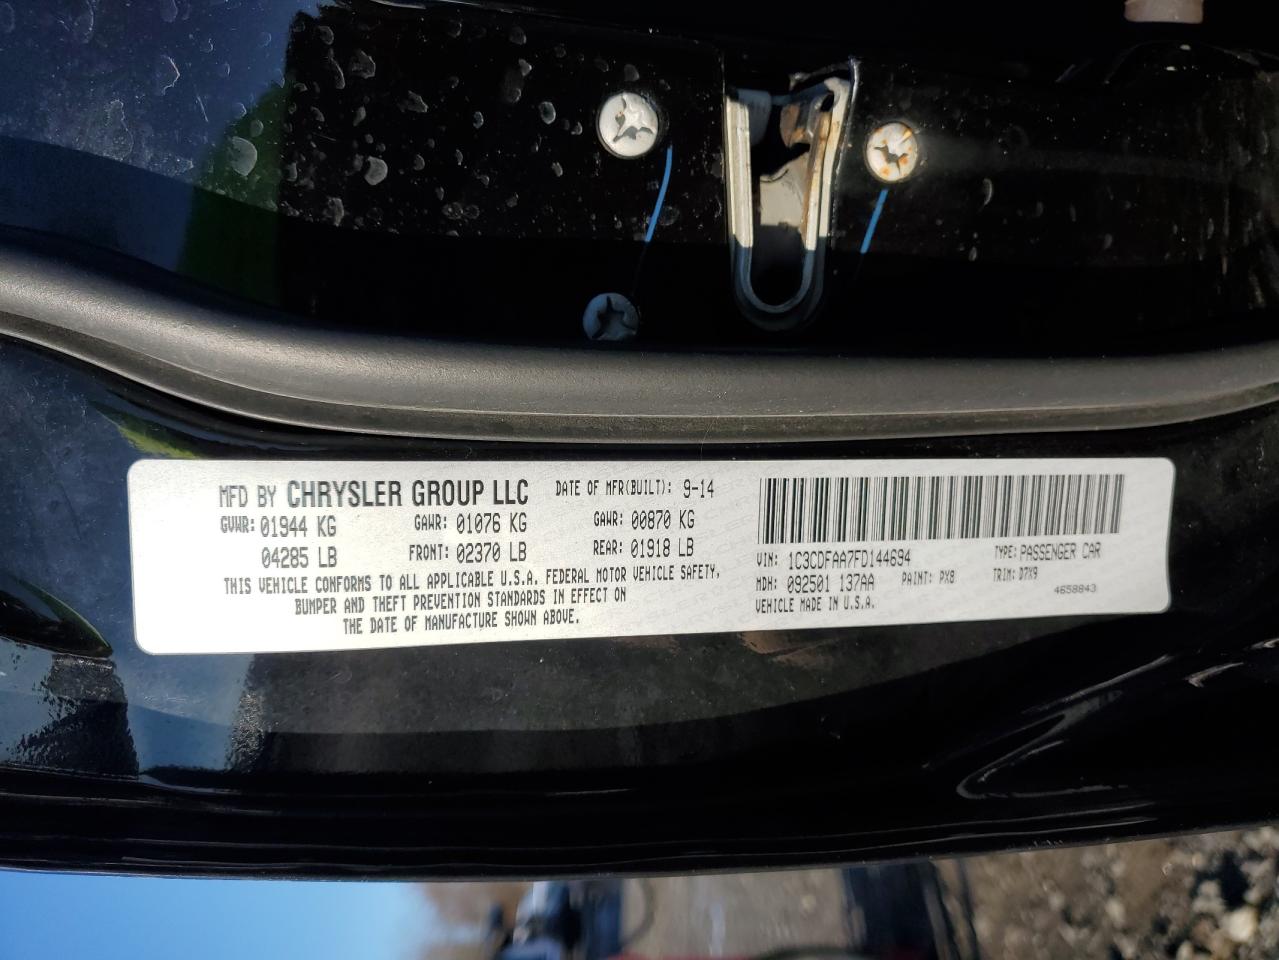 MFD BY CHRYSLER GROUP LLC DATE OF MFR(BUILT): 9-14
GVWR: 01944 KG GAWR: 01076 KG GAWR: 00870 KG
04285 LB FRONT: 02370 LB REAR: 01918 LB
THIS VEHICLE CONFORMS TO ALL APPLICABLE U.S.A. FEDERAL MOTOR VEHICLE SAFETY,
BUMPER AND THEFT PREVENTION STANDARDS IN EFFECT ON
THE DATE OF MANUFACTURE SHOWN ABOVE.
VIN: 1C3CDFAA7FD144694 TYPE: PASSENGER CAR
MDH: 092501 137AA PAINT: PX8 TRIM: D7X9
VEHICLE MADE IN U.S.A. 4658843